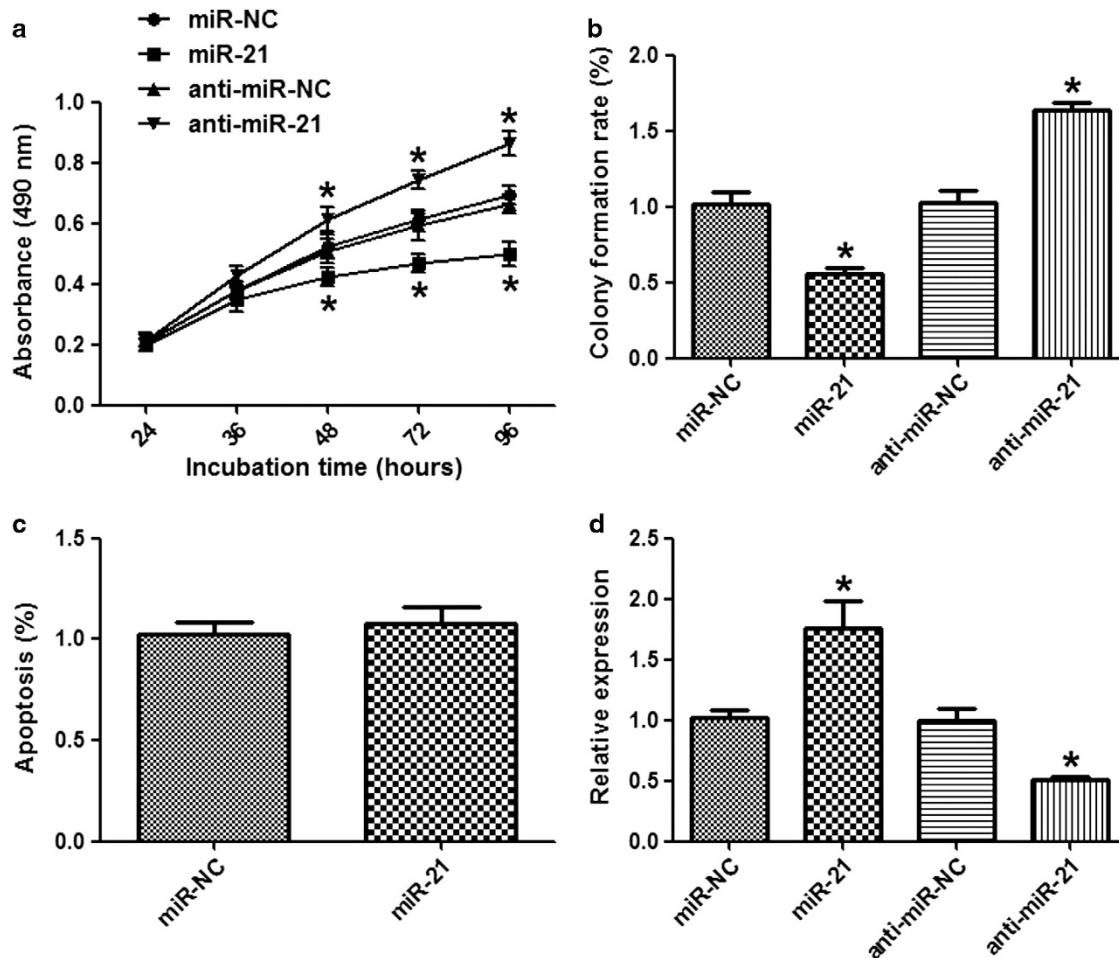 a
miR-NC
miR-21
anti-miR-NC
anti-miR-21
Absorbance (490 nm)
1.0
0.8
0.6
0.4
0.2
0.0
* * *
* * *
24 36 48 72 96
Incubation time (hours)
b
Colony formation rate (%)
2.0
1.5
1.0
0.5
0.0
*
*
miR-NC
miR-21
anti-miR-NC
anti-miR-21
c
Apoptosis (%)
1.5
1.0
0.5
0.0
miR-NC
miR-21
d
Relative expression
2.5
2.0
1.5
1.0
0.5
0.0
*
*
miR-NC
miR-21
anti-miR-NC
anti-miR-21